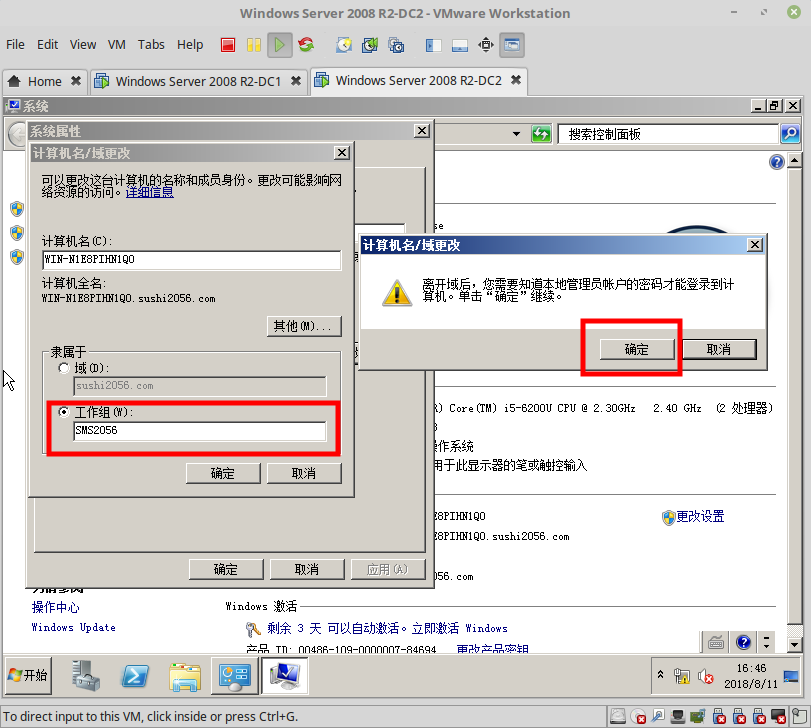 Windows Server 2008 R2-DC2 - VMware Workstation
File Edit View VM Tabs Help
Home
Windows Server 2008 R2-DC1
Windows Server 2008 R2-DC2
系统
系统属性
搜索控制面板
计算机名/域更改
可以更改这台计算机的名称和成员身份。更改可能影响网
络资源的访问。详细信息
计算机名(C):
WIN-N1E8PIHN1QO
计算机全名:
WIN-N1E8PIHN1QO.sushi2056.com
其他(M)...
隶属于
域(D):
sushi2056.com
工作组(W):
SMS2056
确定
取消
计算机名/域更改
离开域后，您需要知道本地管理员帐户的密码才能登录到计
算机。单击“确定”继续。
确定
取消
se
R) Core(TM) i5-6200U CPU @ 2.30GHz 2.40 GHz (2 处理器)
操作系统
用于此显示器的笔或触控输入
E8PIHN1QO
更改设置
E8PIHN1QO.sushi2056.com
56.com
确定
取消
应用(A)
操作中心
Windows Update
Windows 激活
剩余 3 天 可以自动激活。立即激活 Windows
产品 ID: 00486-109-0000007-84694 更改产品密钥
开始
16:46
2018/8/11
To direct input to this VM, click inside or press Ctrl+G.